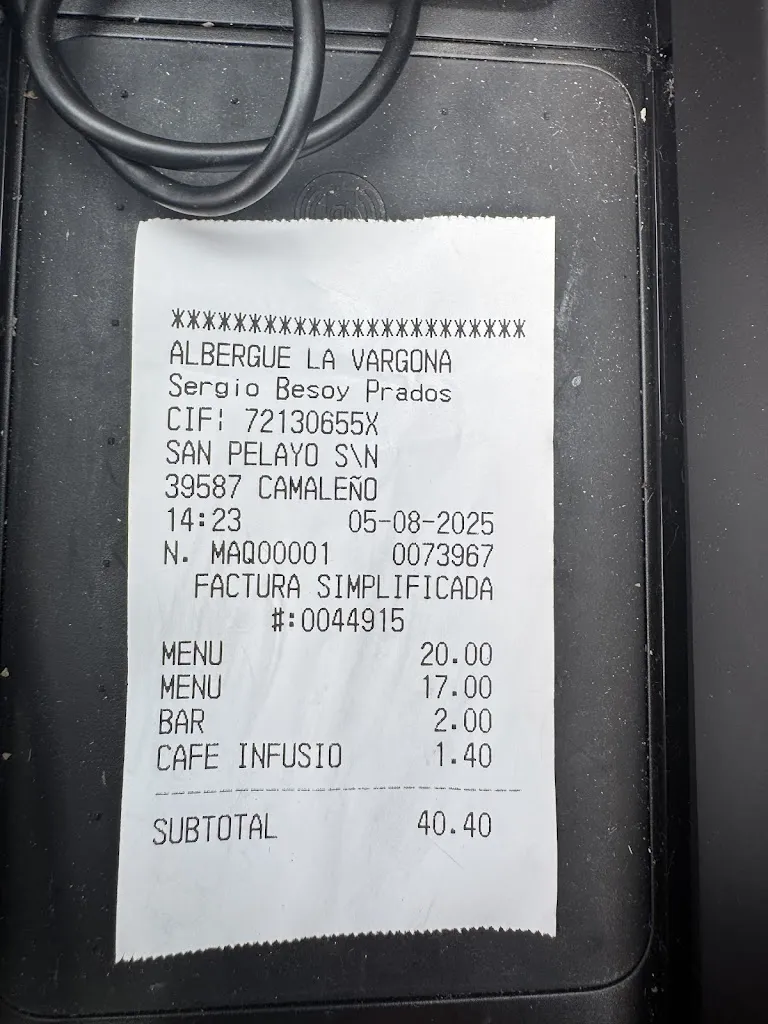 ************************
ALBERGUE LA VARGONA
Sergio Besoy Prados
CIF: 72130655X
SAN PELAYO S\N
39587 CAMALEÑO
14:23 05-08-2025
N. MAQ00001 0073967
FACTURA SIMPLIFICADA
#:0044915
MENU 20.00
MENU 17.00
BAR 2.00
CAFE INFUSIO 1.40
SUBTOTAL 40.40